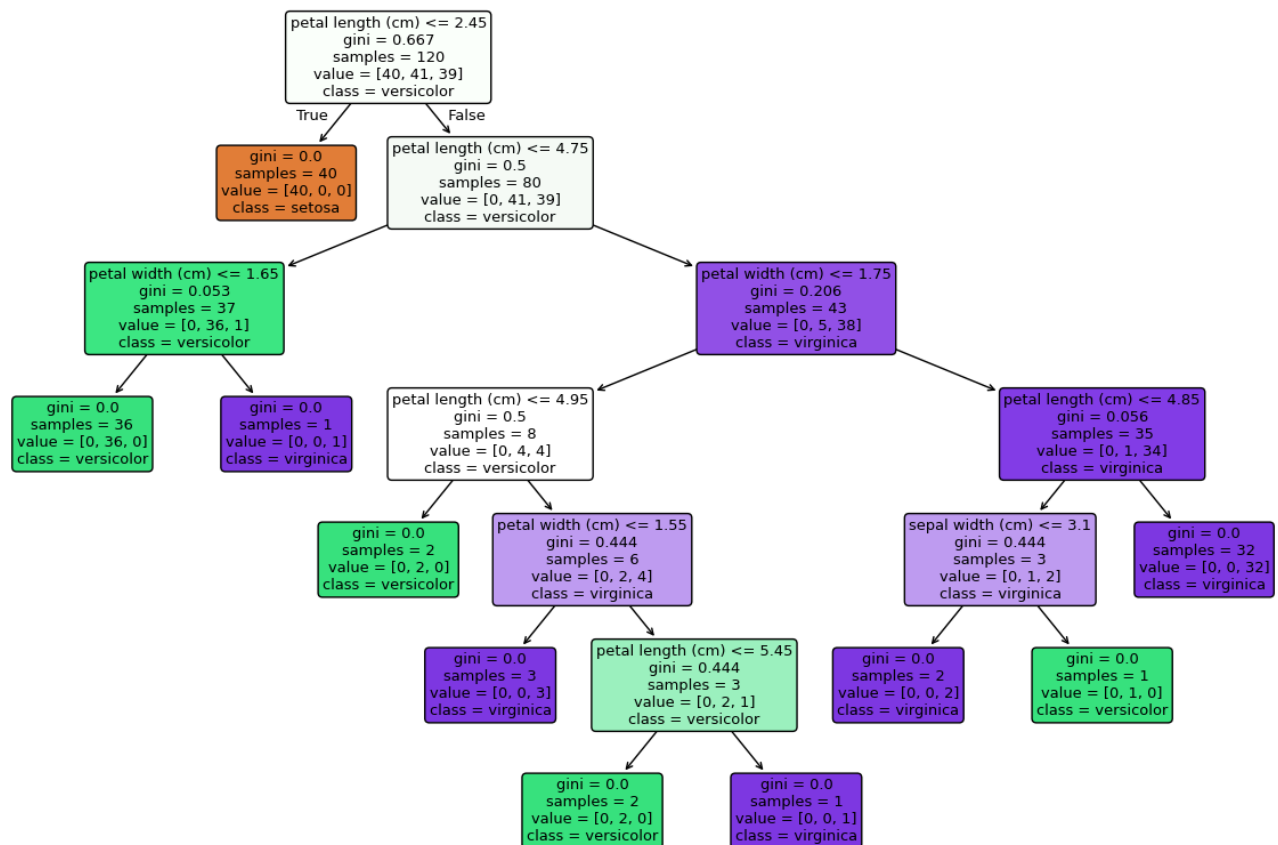 petal length (cm) <= 2.45
gini = 0.667
samples = 120
value = [40, 41, 39]
class = versicolor
True
False
gini = 0.0
samples = 40
value = [40, 0, 0]
class = setosa
petal length (cm) <= 4.75
gini = 0.5
samples = 80
value = [0, 41, 39]
class = versicolor
petal width (cm) <= 1.65
gini = 0.053
samples = 37
value = [0, 36, 1]
class = versicolor
petal width (cm) <= 1.75
gini = 0.206
samples = 43
value = [0, 5, 38]
class = virginica
gini = 0.0
samples = 36
value = [0, 36, 0]
class = versicolor
gini = 0.0
samples = 1
value = [0, 0, 1]
class = virginica
petal length (cm) <= 4.95
gini = 0.5
samples = 8
value = [0, 4, 4]
class = versicolor
petal length (cm) <= 4.85
gini = 0.056
samples = 35
value = [0, 1, 34]
class = virginica
gini = 0.0
samples = 2
value = [0, 2, 0]
class = versicolor
petal width (cm) <= 1.55
gini = 0.444
samples = 6
value = [0, 2, 4]
class = virginica
sepal width (cm) <= 3.1
gini = 0.444
samples = 3
value = [0, 1, 2]
class = virginica
gini = 0.0
samples = 32
value = [0, 0, 32]
class = virginica
gini = 0.0
samples = 3
value = [0, 0, 3]
class = virginica
petal length (cm) <= 5.45
gini = 0.444
samples = 3
value = [0, 2, 1]
class = versicolor
gini = 0.0
samples = 2
value = [0, 0, 2]
class = virginica
gini = 0.0
samples = 1
value = [0, 1, 0]
class = versicolor
gini = 0.0
samples = 2
value = [0, 2, 0]
class = versicolor
gini = 0.0
samples = 1
value = [0, 0, 1]
class = virginica